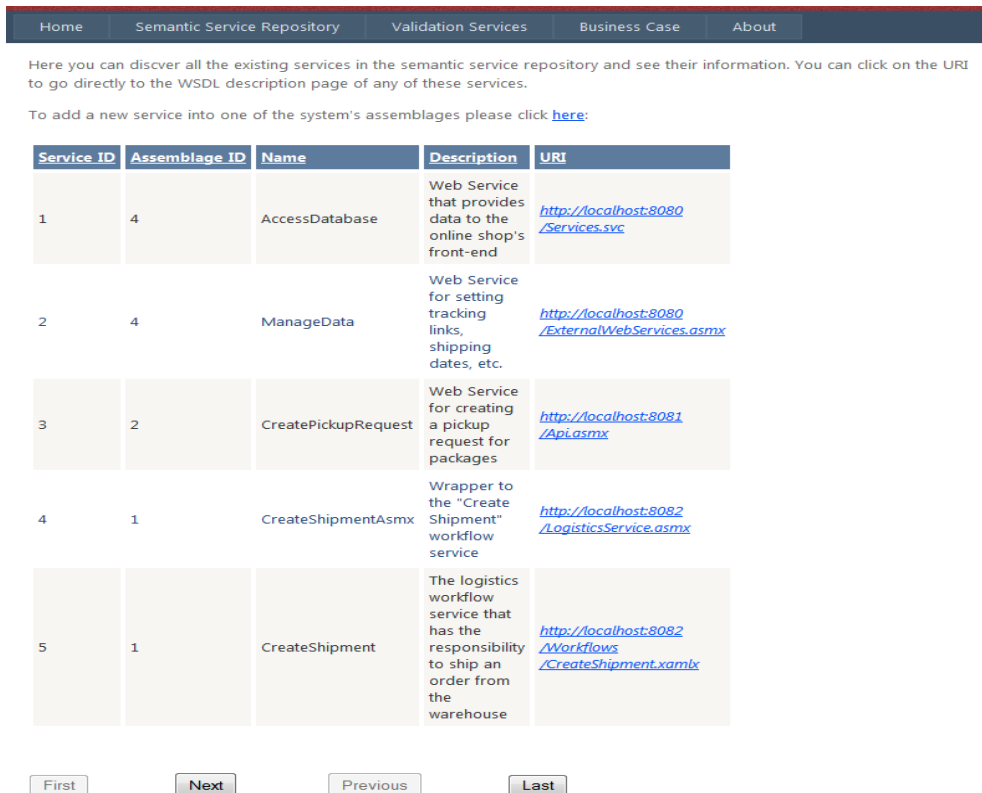 Home Semantic Service Repository Validation Services Business Case About
Here you can discver all the existing services in the semantic service repository and see their information. You can click on the URI
to go directly to the WSDL description page of any of these services.
To add a new service into one of the system's assemblages please click here:
Service ID Assemblage ID Name Description URI
1 4 AccessDatabase
Web Service
that provides
data to the
online shop's
front-end
http://localhost:8080
/Services.svc
2 4 ManageData
Web Service
for setting
tracking
links,
shipping
dates, etc.
http://localhost:8080
/ExternalWebServices.asmx
3 2 CreatePickupRequest
Web Service
for creating
a pickup
request for
packages
http://localhost:8081
/Api.asmx
4 1 CreateShipmentAsmx
Wrapper to
the "Create
Shipment"
workflow
service
http://localhost:8082
/LogisticsService.asmx
5 1 CreateShipment
The logistics
workflow
service that
has the
responsibility
to ship an
order from
the
warehouse
http://localhost:8082
/Workflows
/CreateShipment.xamlx
First Next Previous Last